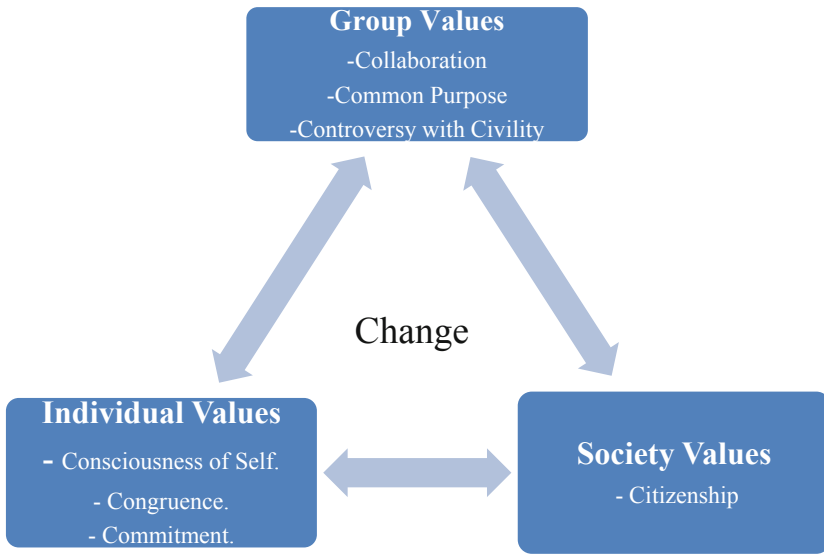 Group Values
-Collaboration
-Common Purpose
-Controversy with Civility
Change
Individual Values
- Consciousness of Self.
- Congruence.
- Commitment.
Society Values
- Citizenship